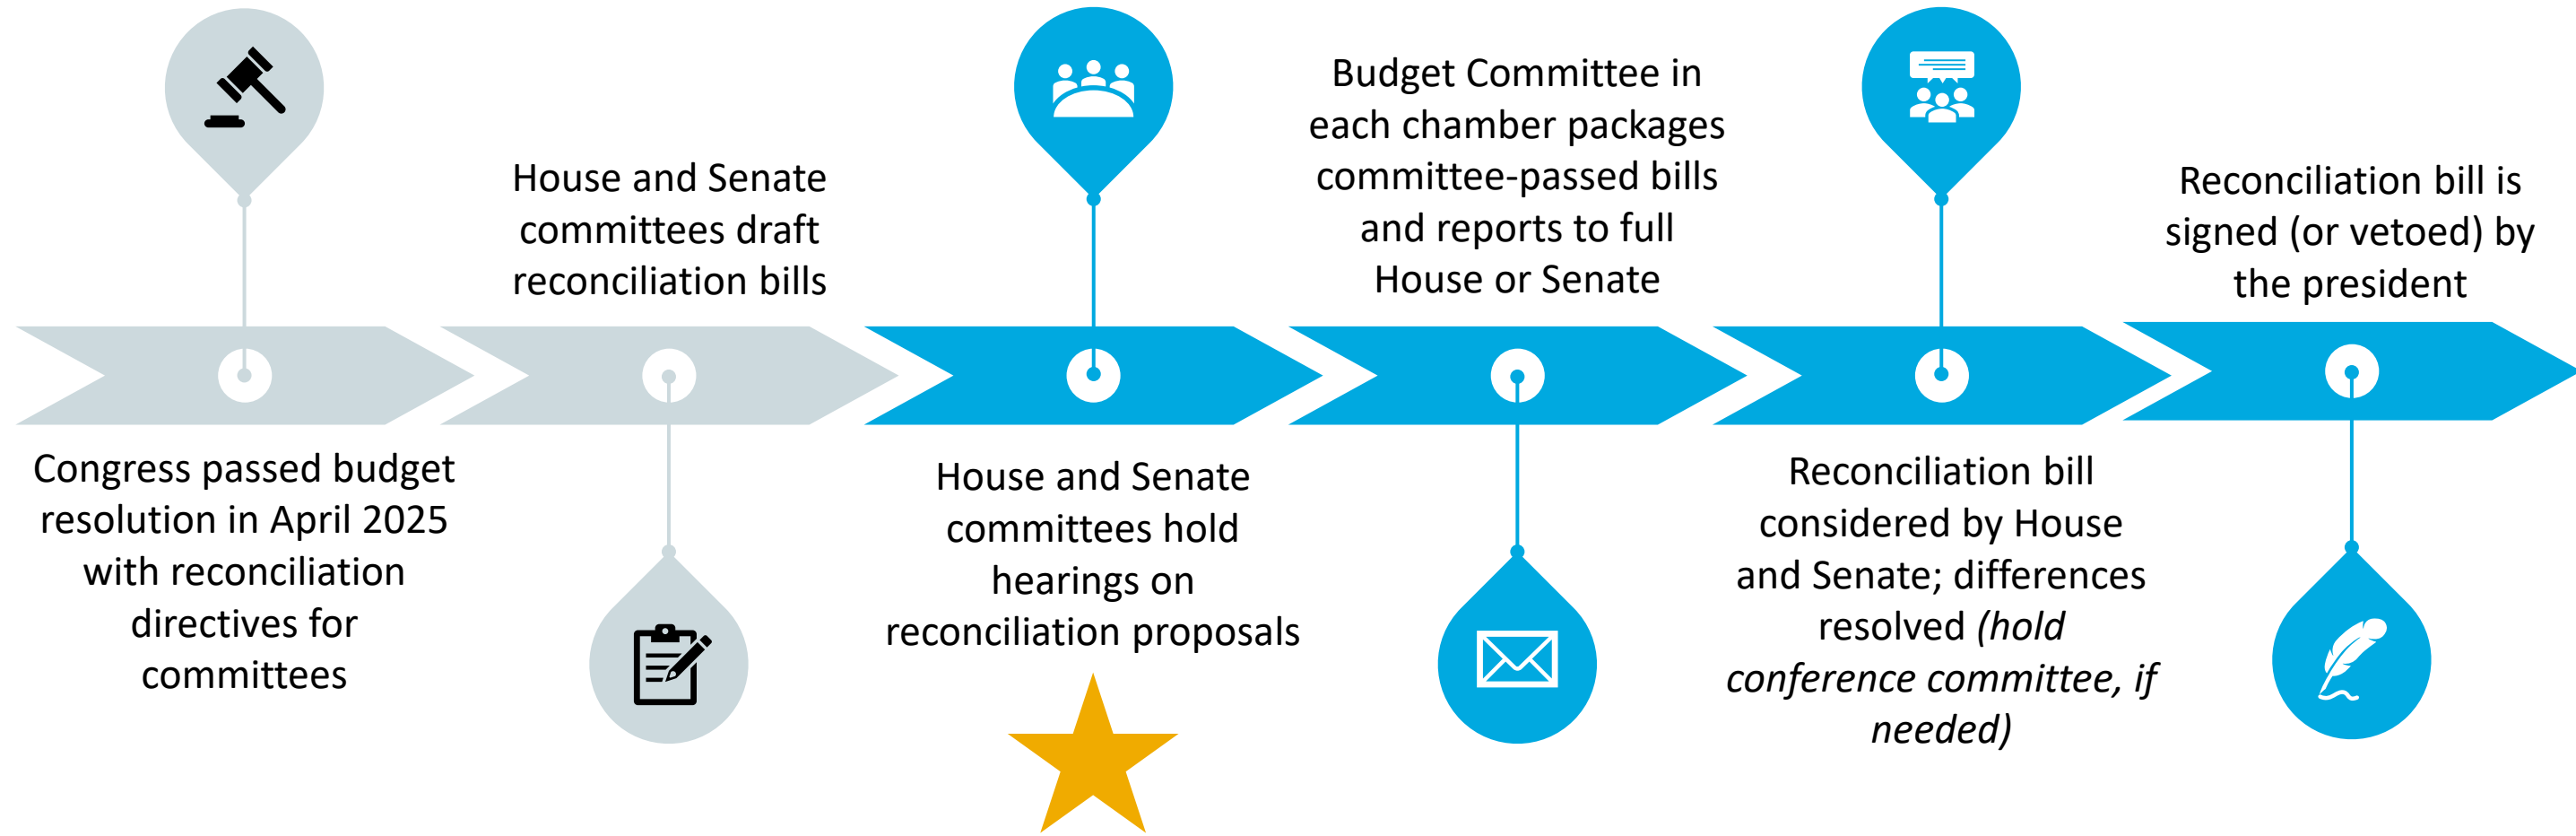 Congress passed budget
resolution in April 2025
with reconciliation
directives for
committees
House and Senate
committees draft
reconciliation bills
House and Senate
committees hold
hearings on
reconciliation proposals
Budget Committee in
each chamber packages
committee-passed bills
and reports to full
House or Senate
Reconciliation bill
considered by House
and Senate; differences
resolved (hold
conference committee, if
needed)
Reconciliation bill is
signed (or vetoed) by
the president